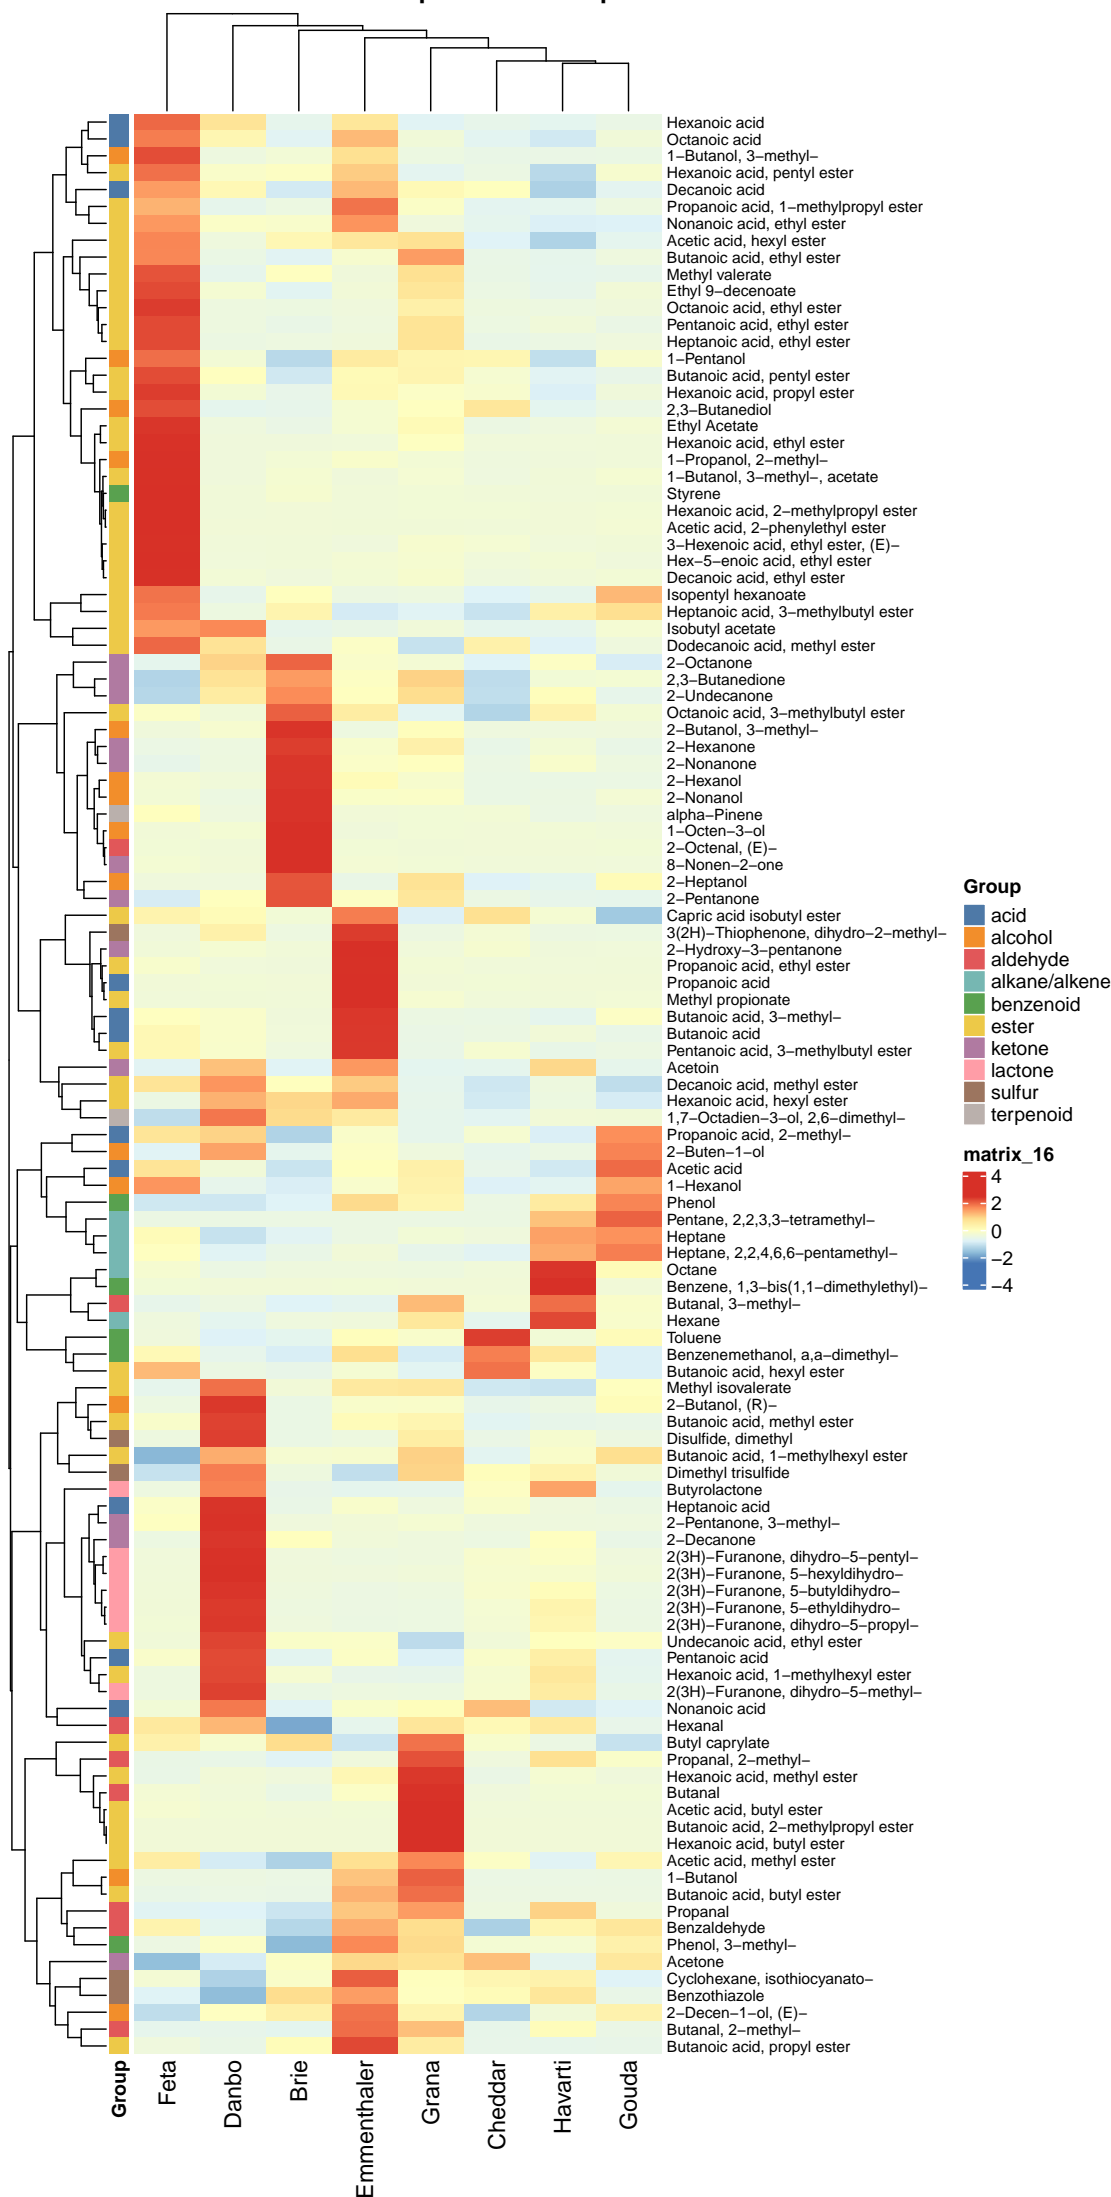 Hexanoic acid
Octanoic acid
1−Butanol, 3−methyl−
Hexanoic acid, pentyl ester
Decanoic acid
Propanoic acid, 1−methylpropyl ester
Nonanoic acid, ethyl ester
Acetic acid, hexyl ester
Butanoic acid, ethyl ester
Methyl valerate
Ethyl 9−decenoate
Octanoic acid, ethyl ester
Pentanoic acid, ethyl ester
Heptanoic acid, ethyl ester
1−Pentanol
Butanoic acid, pentyl ester
Hexanoic acid, propyl ester
2,3−Butanediol
Ethyl Acetate
Hexanoic acid, ethyl ester
1−Propanol, 2−methyl−
1−Butanol, 3−methyl−, acetate
Styrene
Hexanoic acid, 2−methylpropyl ester
Acetic acid, 2−phenylethyl ester
3−Hexenoic acid, ethyl ester, (E)−
Hex−5−enoic acid, ethyl ester
Decanoic acid, ethyl ester
Isopentyl hexanoate
Heptanoic acid, 3−methylbutyl ester
Isobutyl acetate
Dodecanoic acid, methyl ester
2−Octanone
2,3−Butanedione
2−Undecanone
Octanoic acid, 3−methylbutyl ester
2−Butanol, 3−methyl−
2−Hexanone
2−Nonanone
2−Hexanol
2−Nonanol
alpha−Pinene
1−Octen−3−ol
2−Octenal, (E)−
8−Nonen−2−one
2−Heptanol
2−Pentanone
Capric acid isobutyl ester
3(2H)−Thiophenone, dihydro−2−methyl−
2−Hydroxy−3−pentanone
Propanoic acid, ethyl ester
Propanoic acid
Methyl propionate
Butanoic acid, 3−methyl−
Butanoic acid
Pentanoic acid, 3−methylbutyl ester
Acetoin
Decanoic acid, methyl ester
Hexanoic acid, hexyl ester
1,7−Octadien−3−ol, 2,6−dimethyl−
Propanoic acid, 2−methyl−
2−Buten−1−ol
Acetic acid
1−Hexanol
Phenol
Pentane, 2,2,3,3−tetramethyl−
Heptane
Heptane, 2,2,4,6,6−pentamethyl−
Octane
Benzene, 1,3−bis(1,1−dimethylethyl)−
Butanal, 3−methyl−
Hexane
Toluene
Benzenemethanol, a,a−dimethyl−
Butanoic acid, hexyl ester
Methyl isovalerate
2−Butanol, (R)−
Butanoic acid, methyl ester
Disulfide, dimethyl
Butanoic acid, 1−methylhexyl ester
Dimethyl trisulfide
Butyrolactone
Heptanoic acid
2−Pentanone, 3−methyl−
2−Decanone
2(3H)−Furanone, dihydro−5−pentyl−
2(3H)−Furanone, 5−hexyldihydro−
2(3H)−Furanone, 5−butyldihydro−
2(3H)−Furanone, 5−ethyldihydro−
2(3H)−Furanone, dihydro−5−propyl−
Undecanoic acid, ethyl ester
Pentanoic acid
Hexanoic acid, 1−methylhexyl ester
2(3H)−Furanone, dihydro−5−methyl−
Nonanoic acid
Hexanal
Butyl caprylate
Propanal, 2−methyl−
Hexanoic acid, methyl ester
Butanal
Acetic acid, butyl ester
Butanoic acid, 2−methylpropyl ester
Hexanoic acid, butyl ester
Acetic acid, methyl ester
1−Butanol
Butanoic acid, butyl ester
Propanal
Benzaldehyde
Phenol, 3−methyl−
Acetone
Cyclohexane, isothiocyanato−
Benzothiazole
2−Decen−1−ol, (E)−
Butanal, 2−methyl−
Butanoic acid, propyl ester
Group
Feta
Danbo
Brie
Emmenthaler
Grana
Cheddar
Havarti
Gouda
Group
acid
alcohol
aldehyde
alkane/alkene
benzenoid
ester
ketone
lactone
sulfur
terpenoid
matrix_16
4
2
0
−2
−4